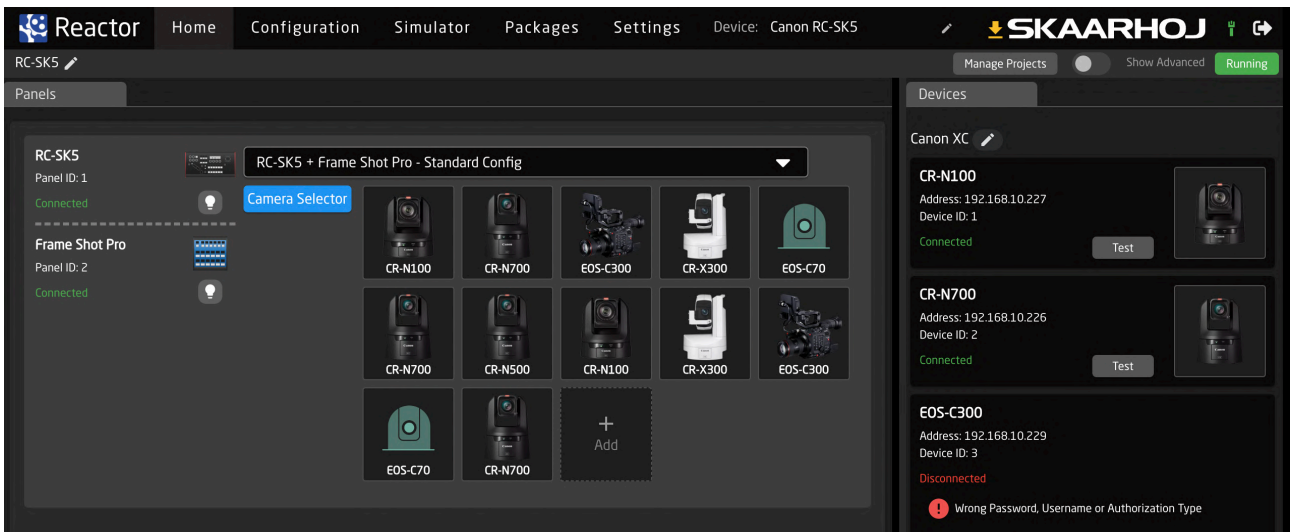 Reactor
Home
Configuration
Simulator
Packages
Settings
Device: Canon RC-SK5
SKAARHOJ
RC-SK5
Manage Projects
Show Advanced
Running
Panels
RC-SK5
Panel ID: 1
Connected
Frame Shot Pro
Panel ID: 2
Connected
RC-SK5 + Frame Shot Pro - Standard Config
Camera Selector
CR-N100
CR-N700
EOS-C300
CR-X300
EOS-C70
CR-N700
CR-N500
CR-N100
CR-X300
EOS-C300
EOS-C70
CR-N700
+
Add
Devices
Canon XC
CR-N100
Address: 192.168.10.227
Device ID: 1
Connected
Test
CR-N700
Address: 192.168.10.226
Device ID: 2
Connected
Test
EOS-C300
Address: 192.168.10.229
Device ID: 3
Disconnected
! Wrong Password, Username or Authorization Type